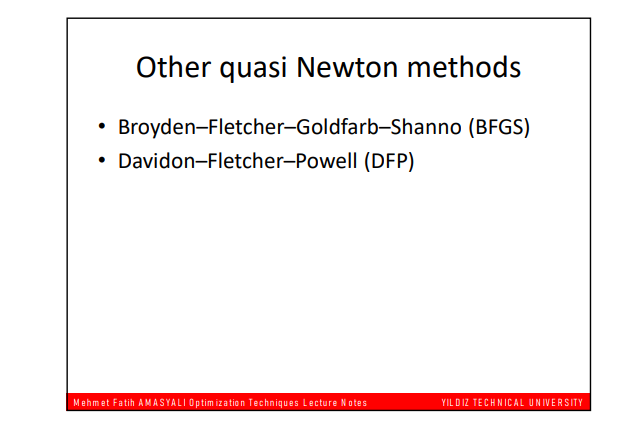 Other quasi Newton methods
• Broyden–Fletcher–Goldfarb–Shanno (BFGS)
• Davidon–Fletcher–Powell (DFP)
Mehmet Fatih AMASYALI Optimization Techniques Lecture Notes YILDIZ TECHNICAL UNIVERSITY